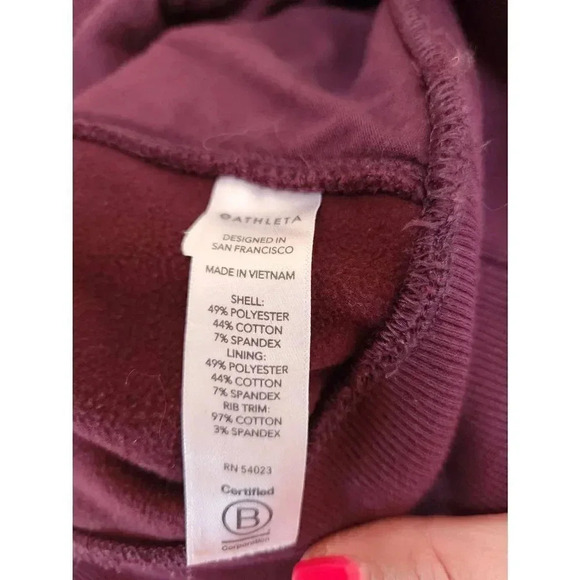 ATHLETA
DESIGNED IN
SAN FRANCISCO
MADE IN VIETNAM
SHELL:
49% POLYESTER
44% COTTON
7% SPANDEX
LINING:
49% POLYESTER
44% COTTON
7% SPANDEX
RIB TRIM:
97% COTTON
3% SPANDEX
RN 54023
Certified
B
Corporation